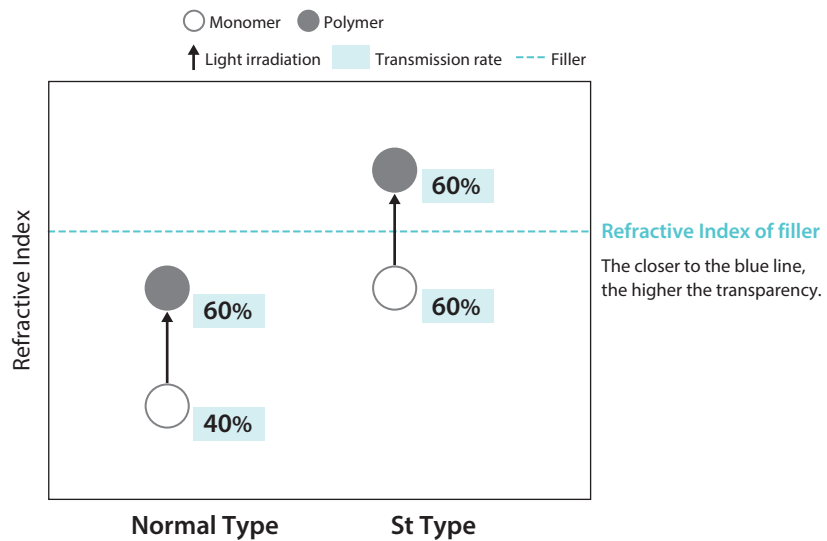 Monomer Polymer
Light irradiation Transmission rate Filler
Refractive Index
60%
Refractive Index of filler
The closer to the blue line,
the higher the transparency.
60%
60%
40%
Normal Type St Type